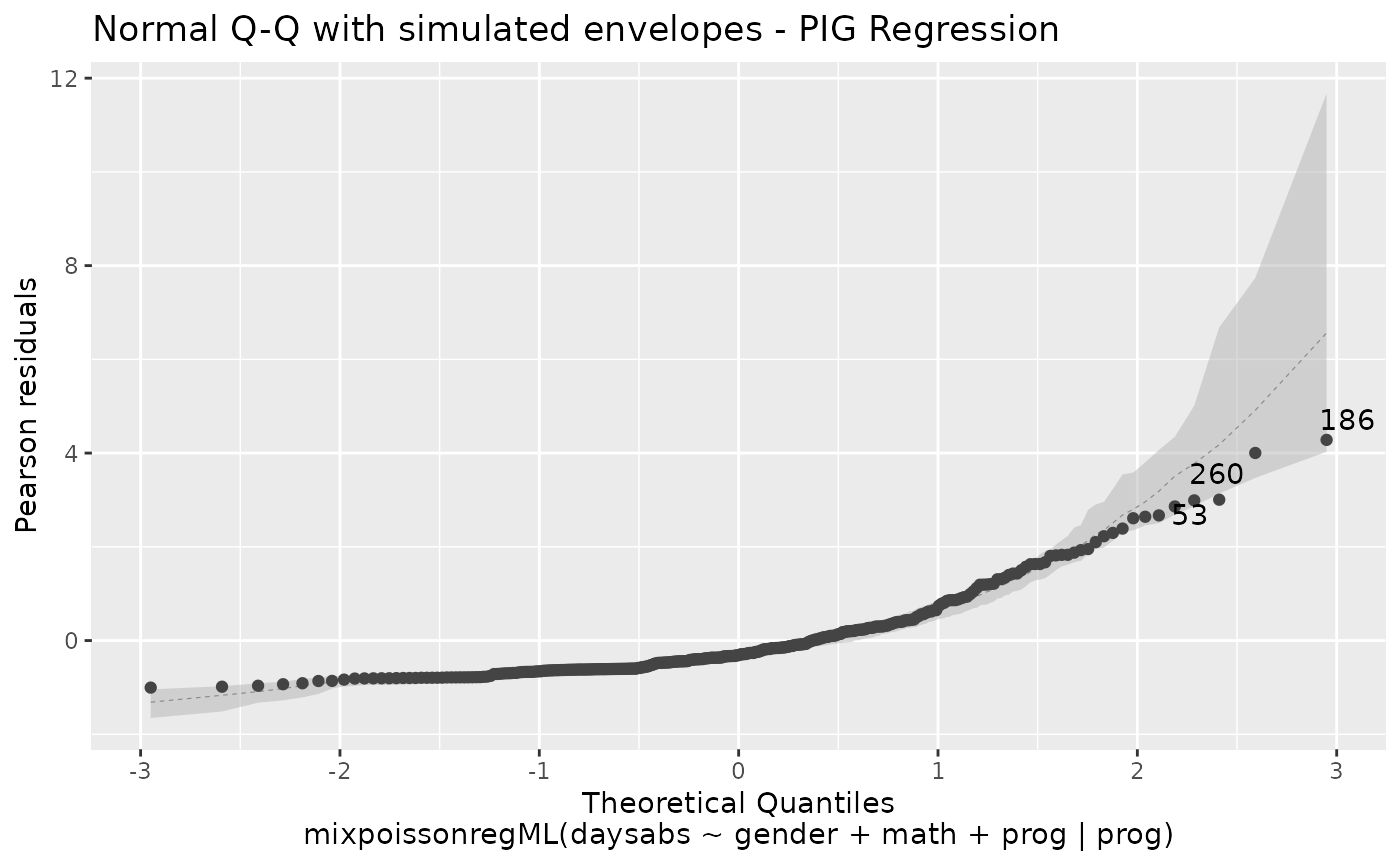 Normal Q-Q with simulated envelopes - PIG Regression
12
8
4
0
Pearson residuals
186
260
53
-3 -2 -1 0 1 2 3
Theoretical Quantiles
mixpoissonregML(daysabs ~ gender + math + prog | prog)